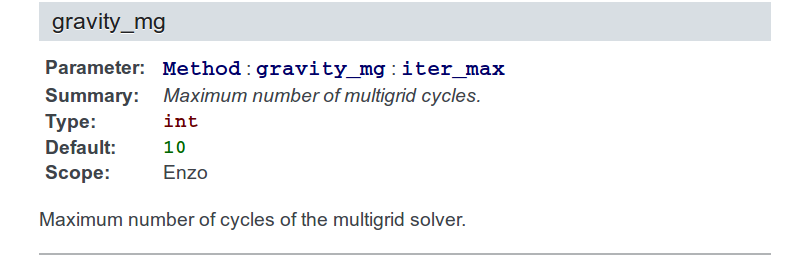 gravity_mg
Parameter: Method : gravity_mg : iter_max
Summary: Maximum number of multigrid cycles.
Type: int
Default: 10
Scope: Enzo
Maximum number of cycles of the multigrid solver.